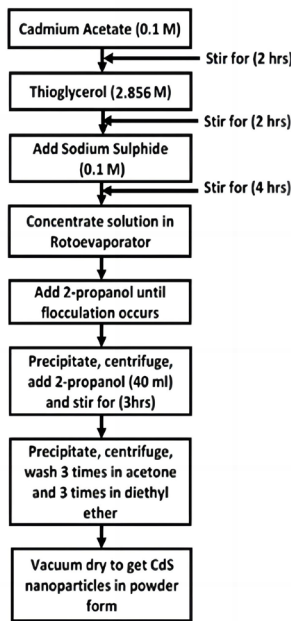 Cadmium Acetate (0.1 M)
Stir for (2 hrs)
Thioglycerol (2.856 M)
Stir for (2 hrs)
Add Sodium Sulphide
(0.1 M)
Stir for (4 hrs)
Concentrate solution in
Rotoevaporator
Add 2-propanol until
flocculation occurs
Precipitate, centrifuge,
add 2-propanol (40 ml)
and stir for (3hrs)
Precipitate, centrifuge,
wash 3 times in acetone
and 3 times in diethyl
ether
Vacuum dry to get CdS
nanoparticles in powder
form